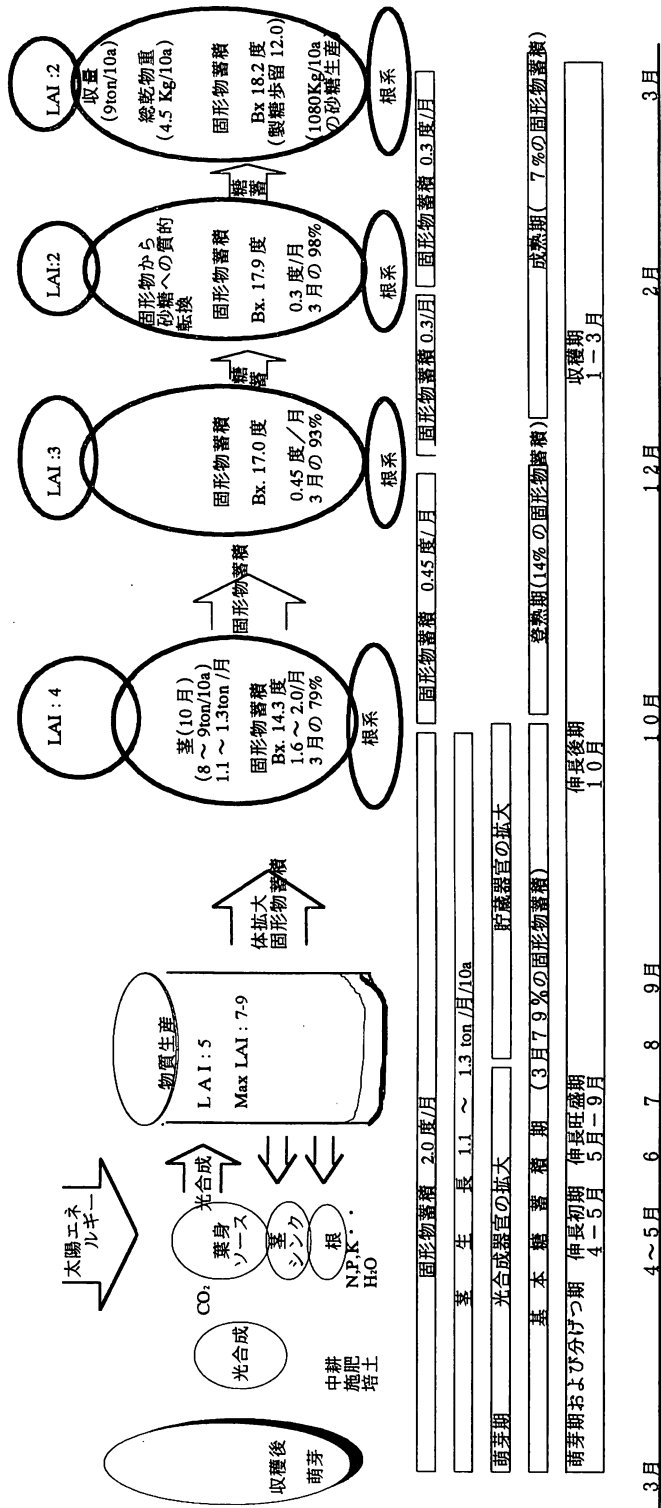 太陽エネ
ルギー
収穫後
萌芽
光合成
中耕
施肥
培土
CO₂
葉身
ソース
茎
シンク
根
N,P,K・・
H₂O
光合成
物質生産
LAI : 5
Max LAI : 7-9
体拡大
固形物蓄積
LAI : 4
茎(10月)
(8～9ton/10a)
1.1～1.3ton/月
固形物蓄積
Bx. 14.3度
1.6～2.0/月
3月の79%
根系
固形物蓄積
LAI :3
固形物蓄積
Bx. 17.0度
0.45度／月
3月の93%
根系
糖蓄
LAI:2
固形物から
砂糖への質的
転換
固形物蓄積
Bx. 17.9度
0.3度/月
3月の98%
根系
糖蓄
LAI :2
収量
(9ton/10a)
総乾物重
(4.5 Kg/10a)
固形物蓄積
Bx 18.2度
(製糖歩留 12.0)
(1080Kg/10a
の砂糖生産)
根系
固形物蓄積 2.0度/月
固形物蓄積 0.45度/月
固形物蓄積 0.3/月
固形物蓄積 0.3度/月
茎 生 長 1.1 ～ 1.3 ton /月/10a
萌芽期
光合成器官の拡大
貯蔵器官の拡大
基 本 糖 蓄 積 期 (3月79%の固形物蓄積)
登熟期(14%の固形物蓄積)
成熟期( 7%の固形物蓄積)
萌芽期および分げつ期
伸長初期
4－5月
伸長旺盛期
5月－9月
伸長後期
10月
収穫期
1－3月
3月
4～5月
6
7
8
9月
10月
12月
2月
3月